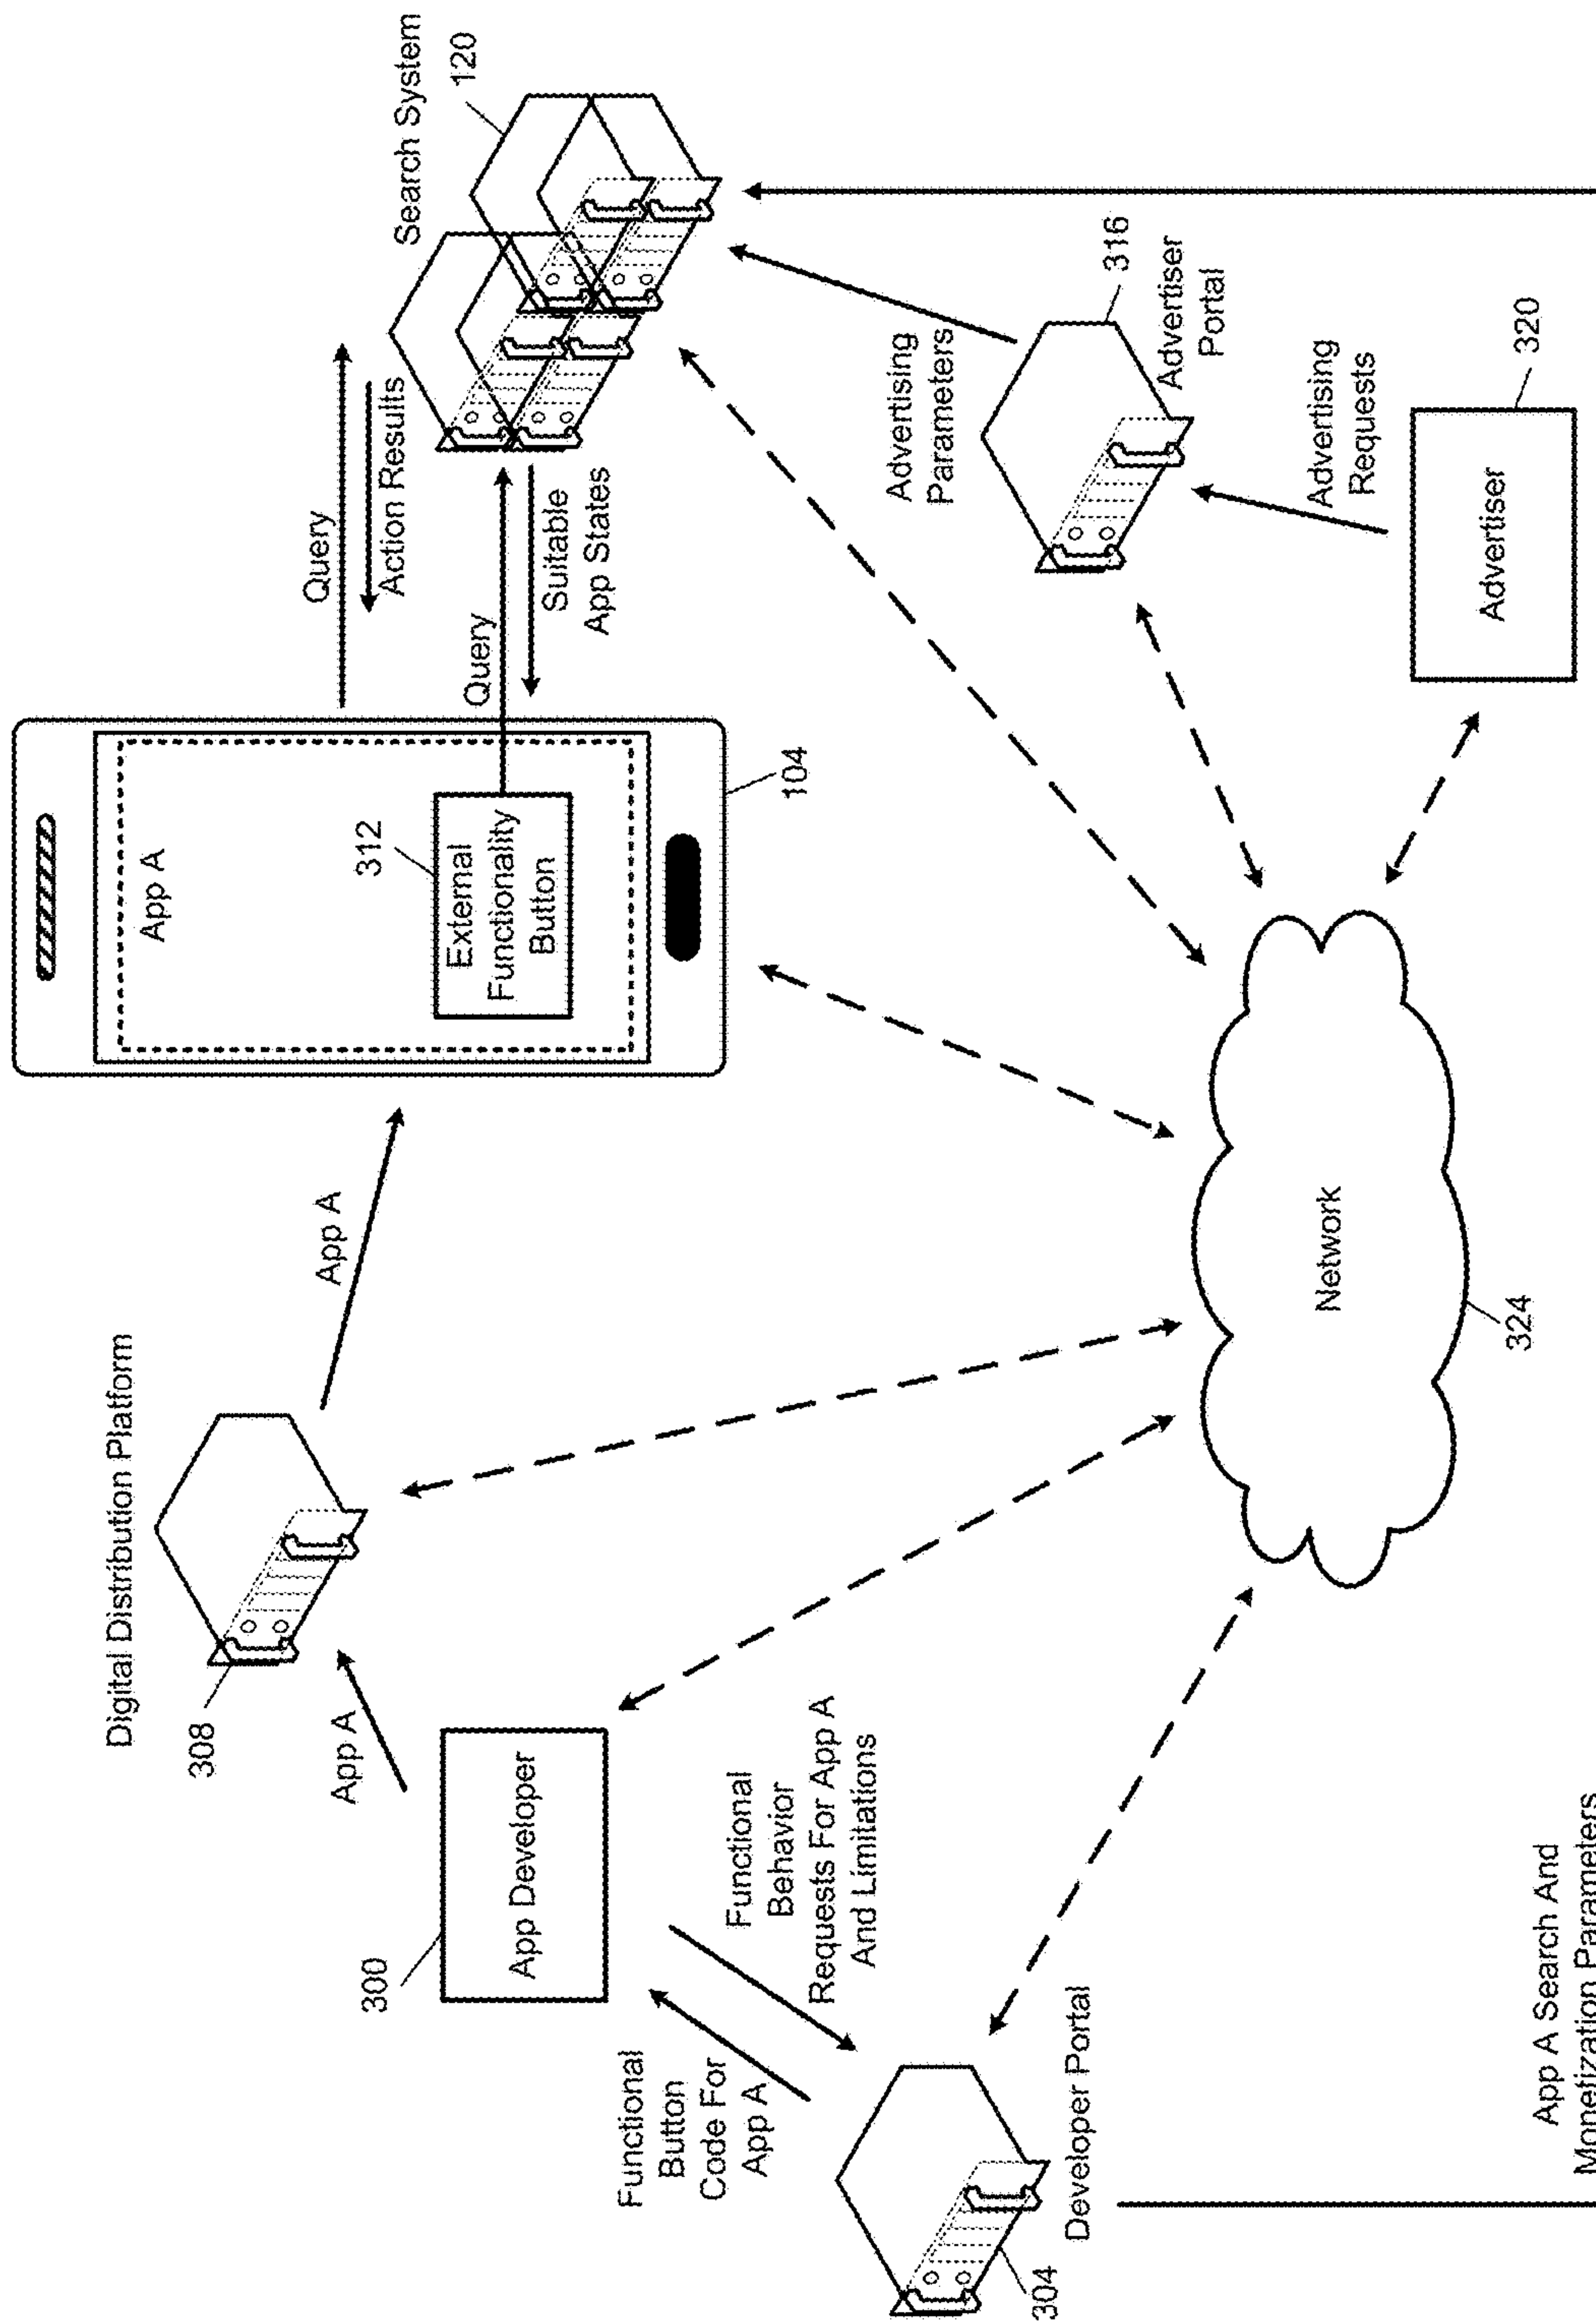 Digital Distribution Platform
308
App A
App A
300
App Developer
Functional
Button
Code For
App A
Functional
Behavior
Requests For App A
And Limitations
Developer Portal
304
App A
312
External
Functionality
Button
104
Query
Action Results
Query
Suitable
App States
Search System
120
Advertising
Parameters
316
Advertiser
Portal
Advertising
Requests
Advertiser
320
Network
324
App A Search And
Monetization Parameters